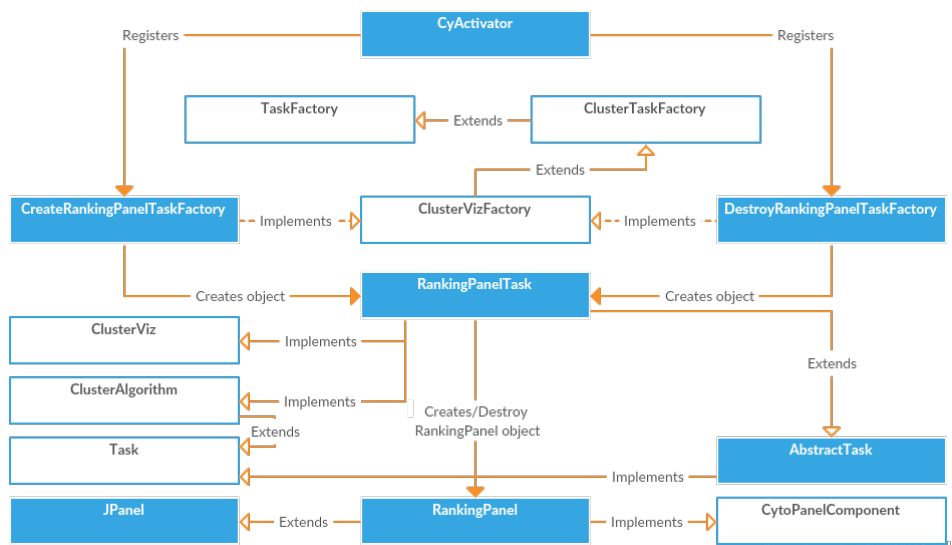 CyActivator
Registers
Registers
TaskFactory
Extends
ClusterTaskFactory
Extends
CreateRankingPanelTaskFactory
Implements
ClusterVizFactory
Implements
DestroyRankingPanelTaskFactory
Creates object
RankingPanelTask
Creates object
ClusterViz
Implements
Extends
ClusterAlgorithm
Implements
Creates/Destroy
RankingPanel object
Extends
Task
AbstractTask
Implements
JPanel
Extends
RankingPanel
Implements
CytoPanelComponent